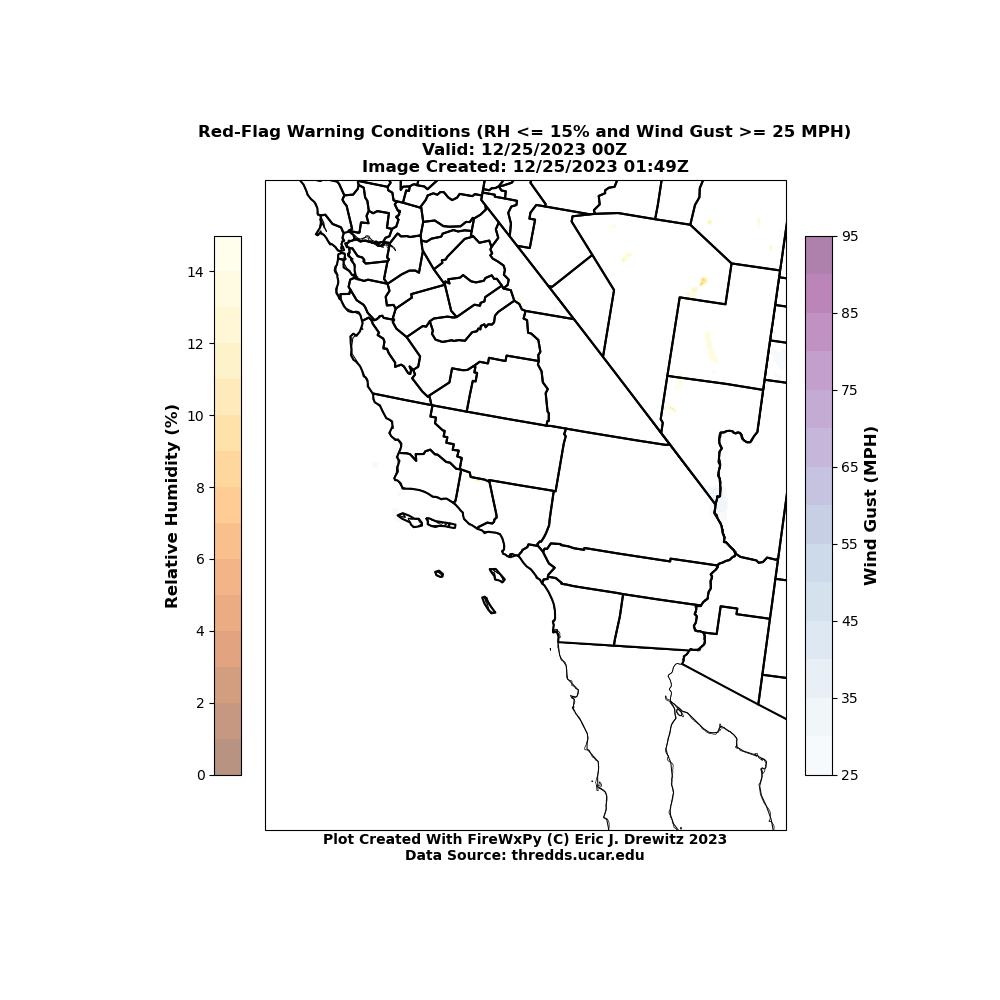 Red-Flag Warning Conditions (RH <= 15% and Wind Gust >= 25 MPH)
Valid: 12/25/2023 00Z
Image Created: 12/25/2023 01:49Z
Relative Humidity (%)
14
12
10
8
6
4
2
0
95
85
75
65
55
45
35
25
Wind Gust (MPH)
Plot Created With FireWxPy (C) Eric J. Drewitz 2023
Data Source: thredds.ucar.edu